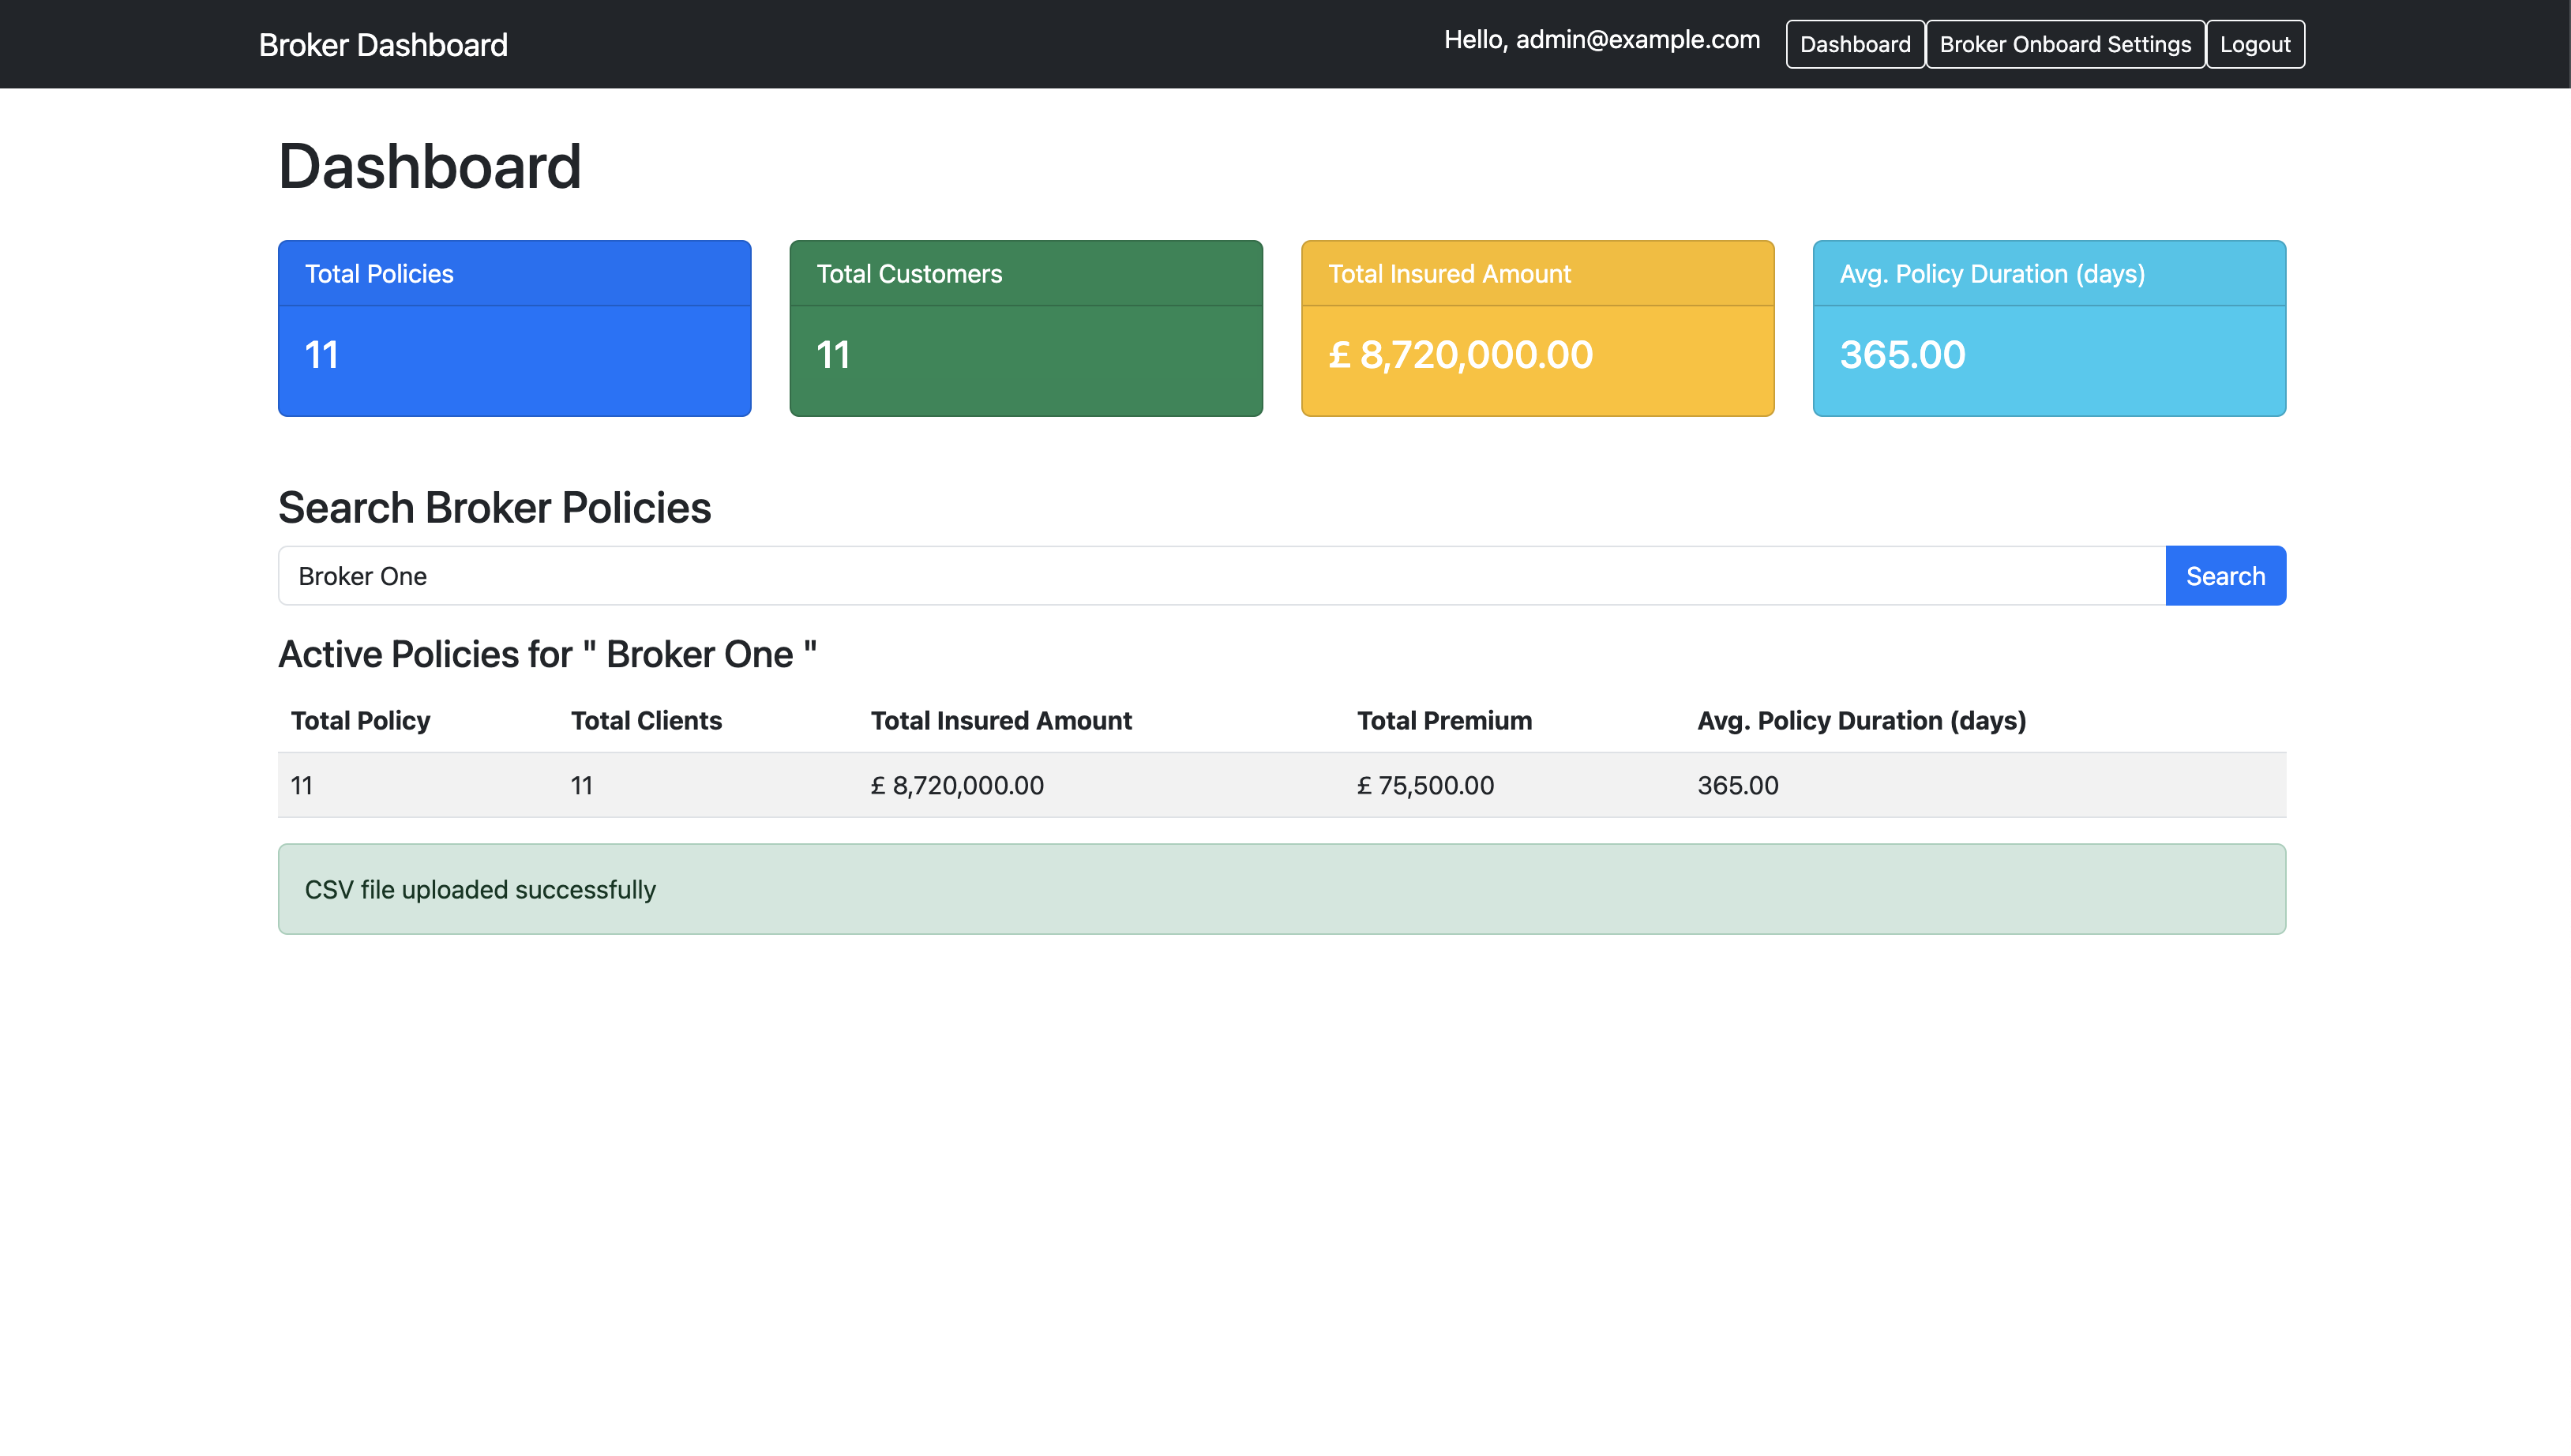 Broker Dashboard
Hello, admin@example.com
Dashboard
Broker Onboard Settings
Logout
Dashboard
Total Policies
11
Total Customers
11
Total Insured Amount
£ 8,720,000.00
Avg. Policy Duration (days)
365.00
Search Broker Policies
Broker One
Search
Active Policies for " Broker One "
Total Policy Total Clients Total Insured Amount Total Premium Avg. Policy Duration (days)
11 11 £ 8,720,000.00 £ 75,500.00 365.00
CSV file uploaded successfully